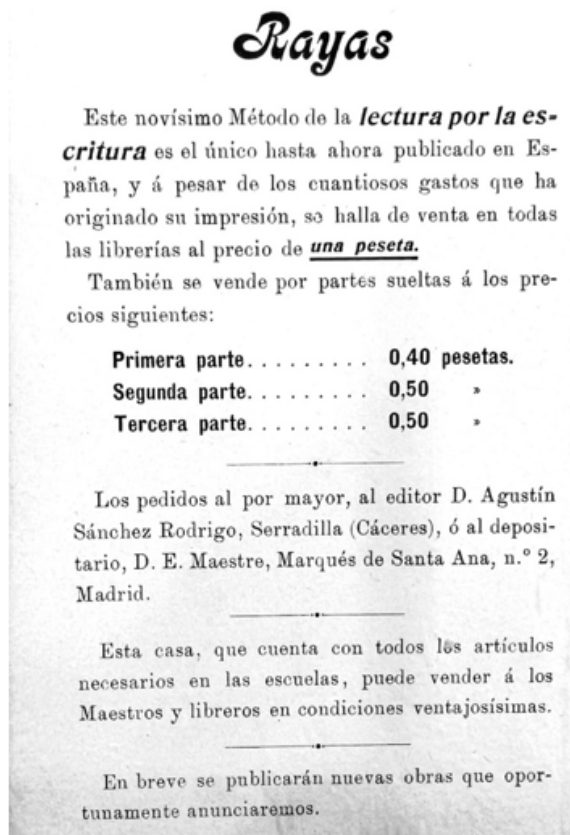 Rayas
Este novísimo Método de la lectura por la es-
critura es el único hasta ahora publicado en Es-
paña, y á pesar de los cuantiosos gastos que ha
originado su impresión, se halla de venta en todas
las librerías al precio de una peseta.
También se vende por partes sueltas á los pre-
cios siguientes:
Primera parte. . . . . . . . . . 0,40 pesetas.
Segunda parte. . . . . . . . . . 0,50 »
Tercera parte. . . . . . . . . . 0,50 »
Los pedidos al por mayor, al editor D. Agustín
Sánchez Rodrigo, Serradilla (Cáceres), ó al deposi-
tario, D. E. Maestre, Marqués de Santa Ana, n.º 2,
Madrid.
Esta casa, que cuenta con todos los artículos
necesarios en las escuelas, puede vender á los
Maestros y libreros en condiciones ventajosísimas.
En breve se publicarán nuevas obras que opor-
tunamente anunciaremos.